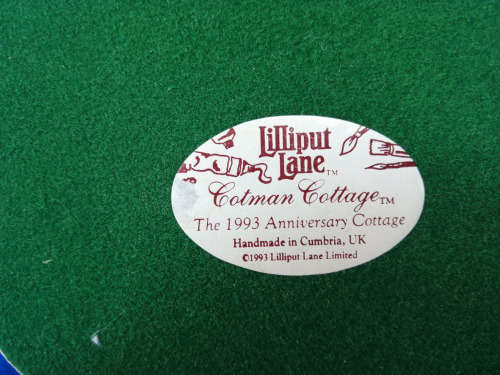 Lilliput
Lane™
Cotman Cottage™
The 1993 Anniversary Cottage
Handmade in Cumbria, UK
©1993 Lilliput Lane Limited